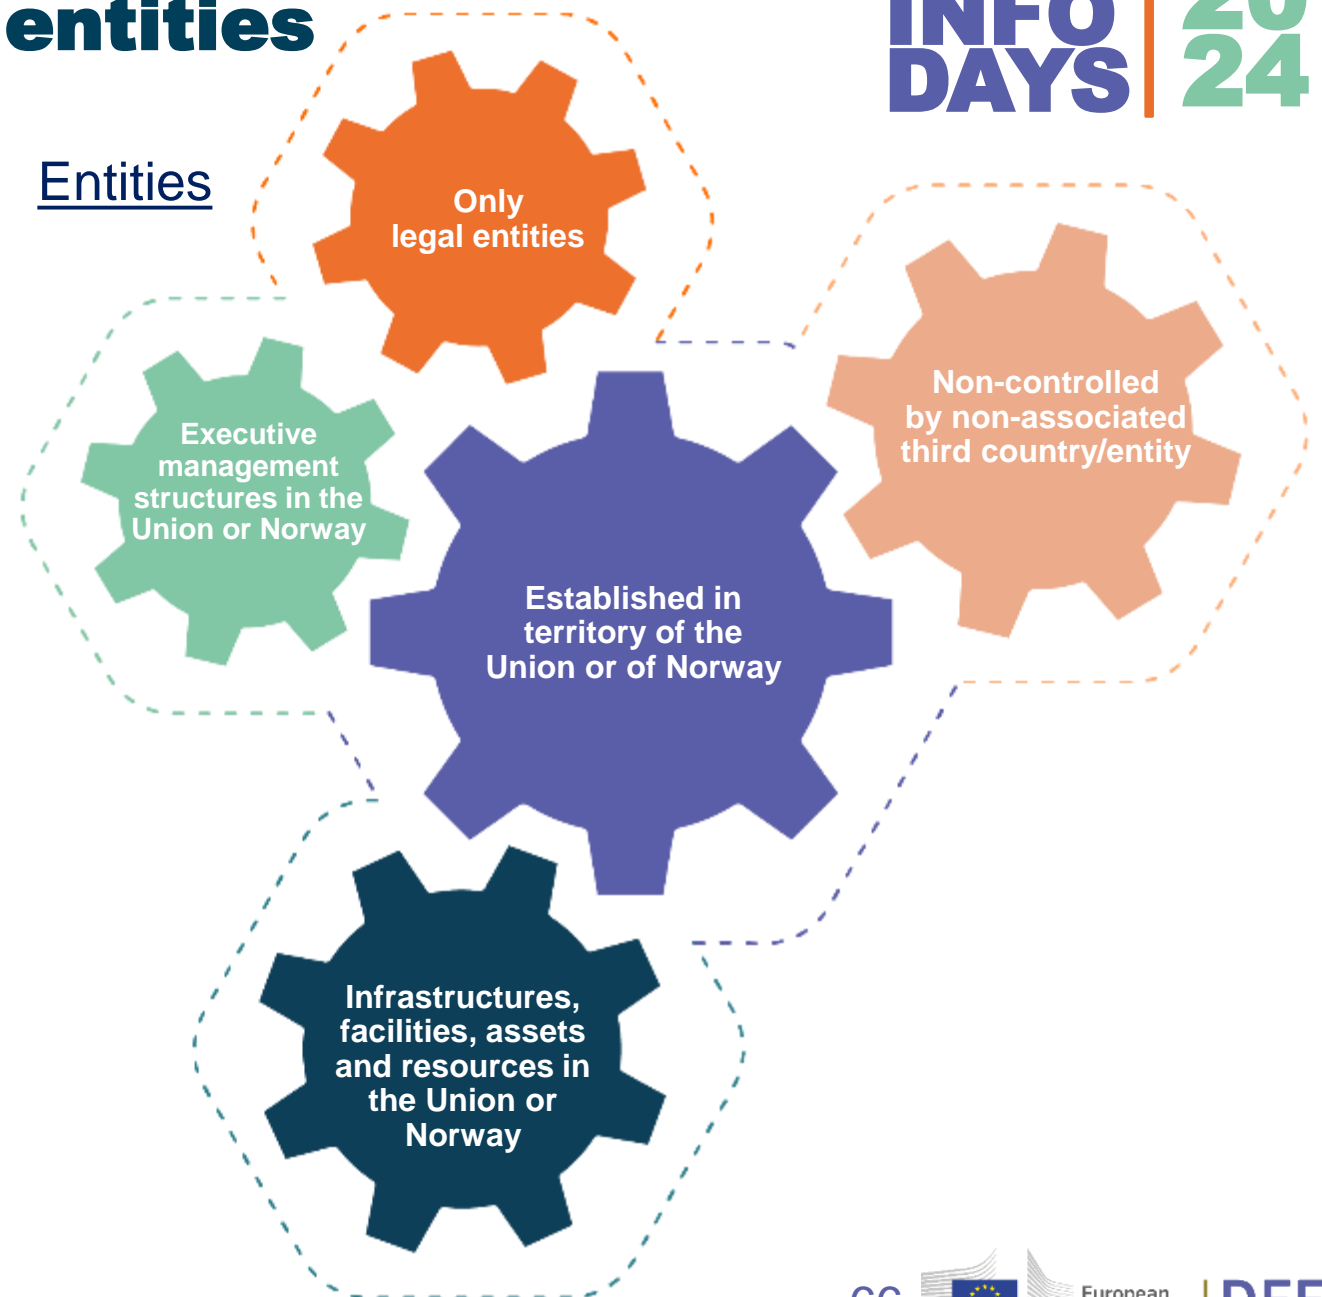 entities
INFO
DAYS
20
24
Entities
Only
legal entities
Non-controlled
by non-associated
third country/entity
Executive
management
structures in the
Union or Norway
Established in
territory of the
Union or of Norway
Infrastructures,
facilities, assets
and resources in
the Union or
Norway
European